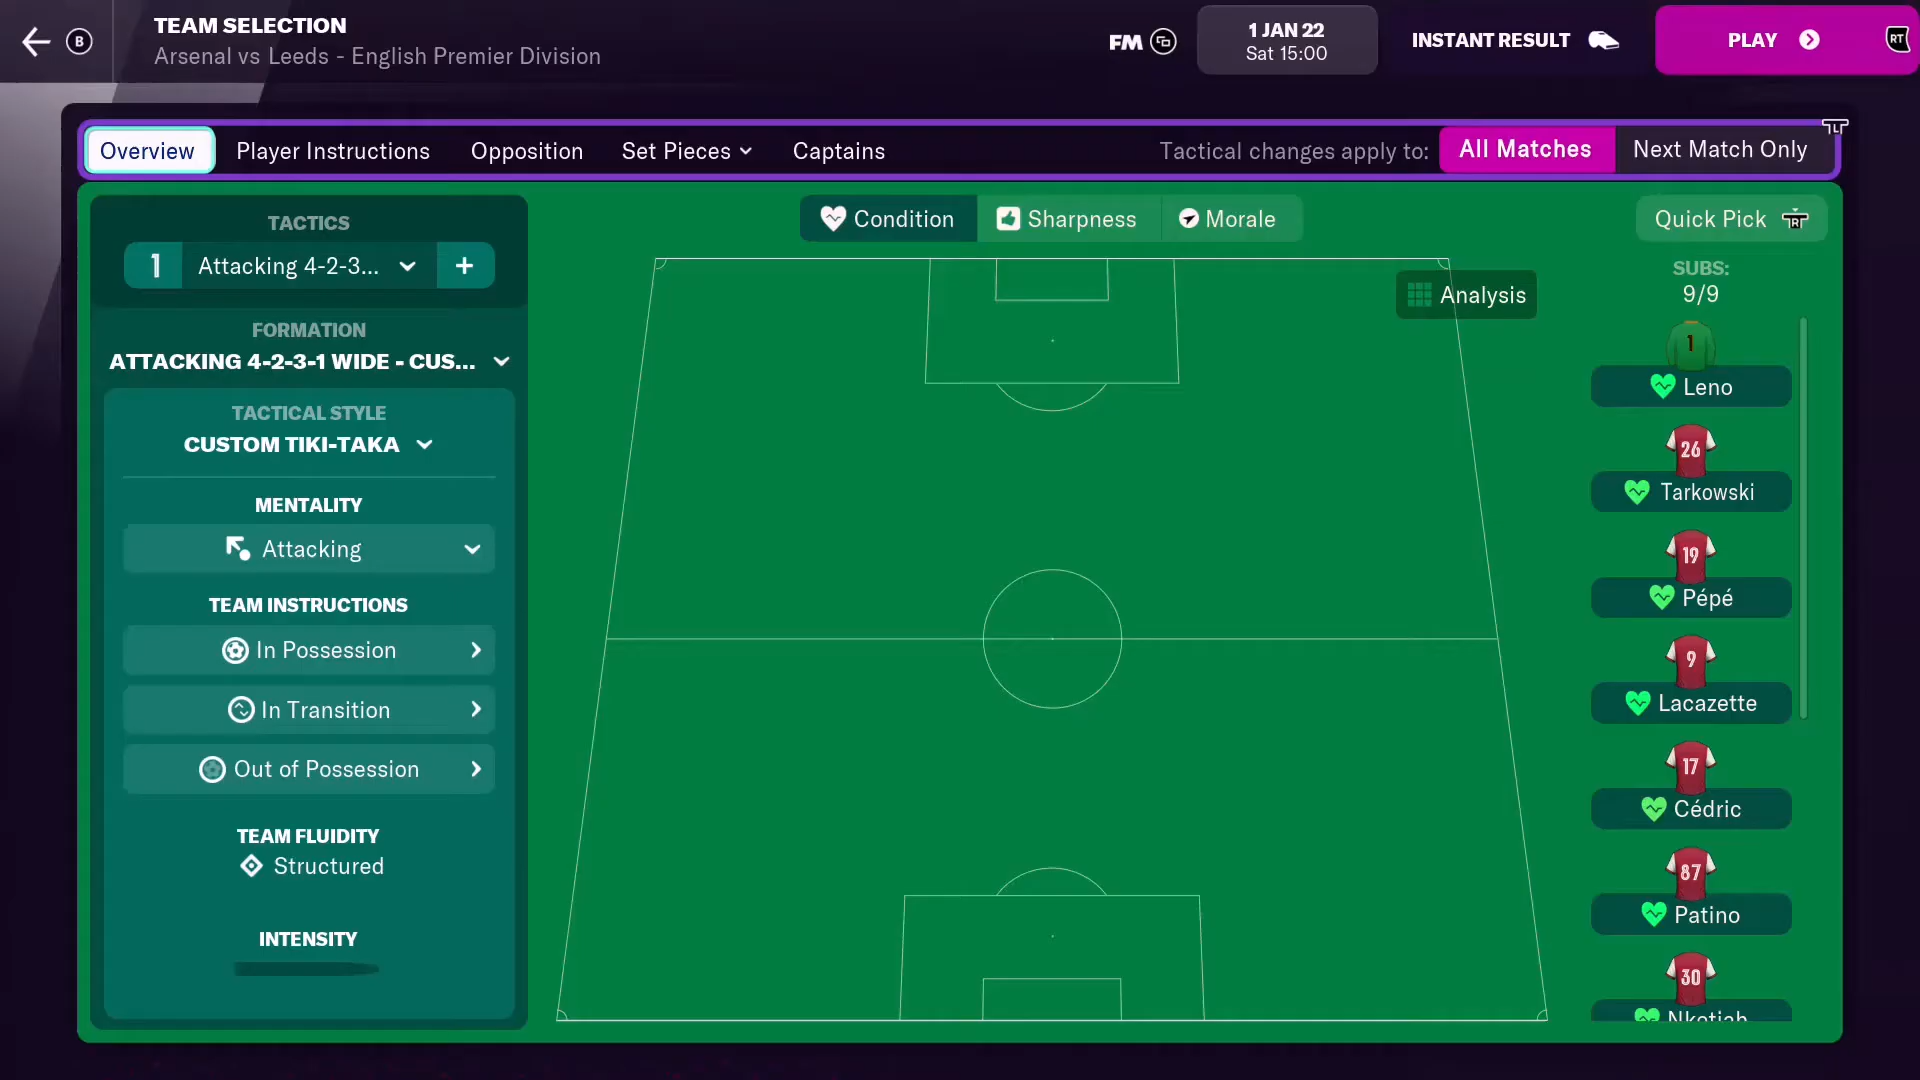 B
TEAM SELECTION
Arsenal vs Leeds - English Premier Division
FM
1 JAN 22
Sat 15:00
INSTANT RESULT
PLAY
RT
Overview
Player Instructions
Opposition
Set Pieces
Captains
Tactical changes apply to:
All Matches
Next Match Only
L
TACTICS
1
Attacking 4-2-3...
+
FORMATION
ATTACKING 4-2-3-1 WIDE - CUS...
TACTICAL STYLE
CUSTOM TIKI-TAKA
MENTALITY
Attacking
TEAM INSTRUCTIONS
In Possession
In Transition
Out of Possession
TEAM FLUIDITY
Structured
INTENSITY
Condition
Sharpness
Morale
Analysis
Quick Pick
R
SUBS:
9/9
1
Leno
26
Tarkowski
19
Pépé
9
Lacazette
17
Cédric
87
Patino
30
Nketiah